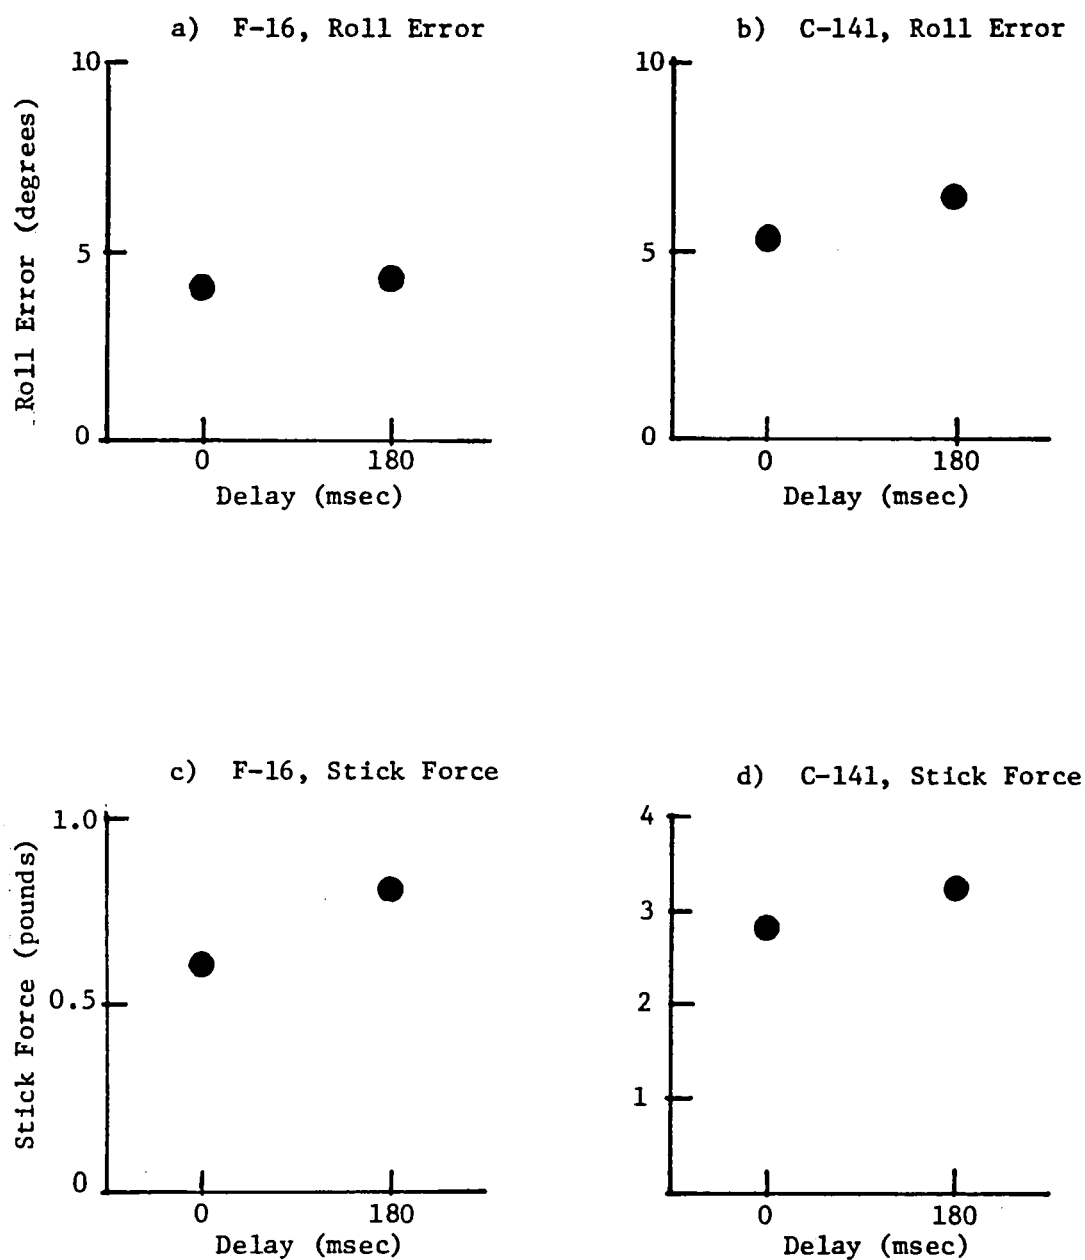 a) F-16, Roll Error
b) C-141, Roll Error
Roll Error (degrees)
10
5
0
0 180
Delay (msec)
10
5
0
0 180
Delay (msec)
c) F-16, Stick Force
d) C-141, Stick Force
Stick Force (pounds)
1.0
0.5
0
0 180
Delay (msec)
4
3
2
1
0 180
Delay (msec)